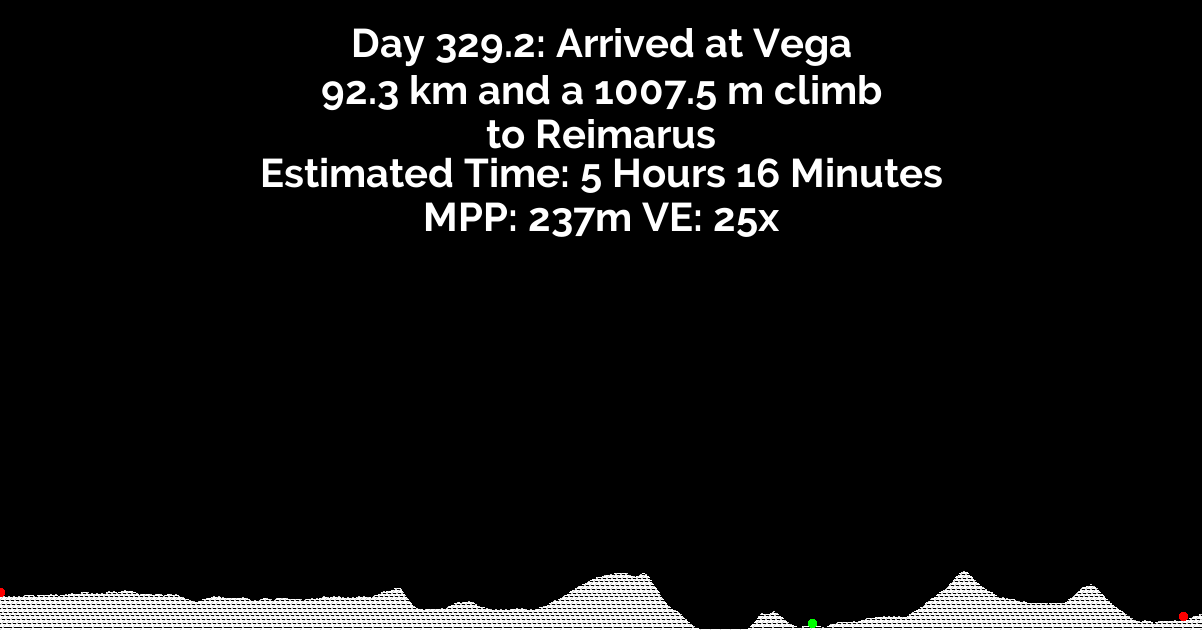 Day 329.2: Arrived at Vega
92.3 km and a 1007.5 m climb
to Reimarus
Estimated Time: 5 Hours 16 Minutes
MPP: 237m VE: 25x